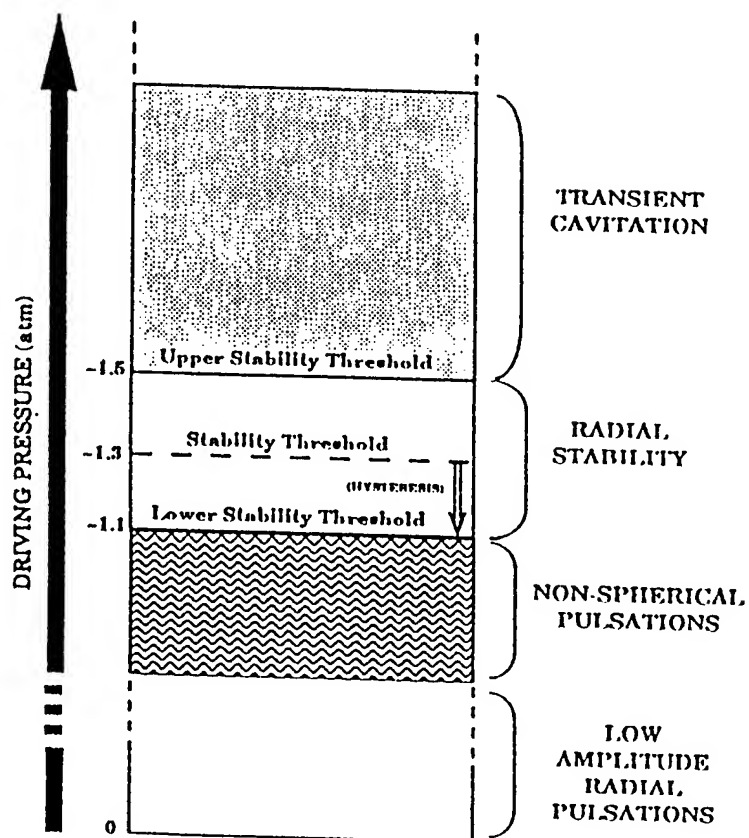 TRANSIENT
CAVITATION
DRIVING PRESSURE (atm)
Upper Stability Threshold
~1.5
Stability Threshold
~1.3
RADIAL
STABILITY
(HYSTERESIS)
Lower Stability Threshold
~1.1
NON-SPHERICAL
PULSATIONS
LOW
AMPLITUDE
RADIAL
PULSATIONS
0